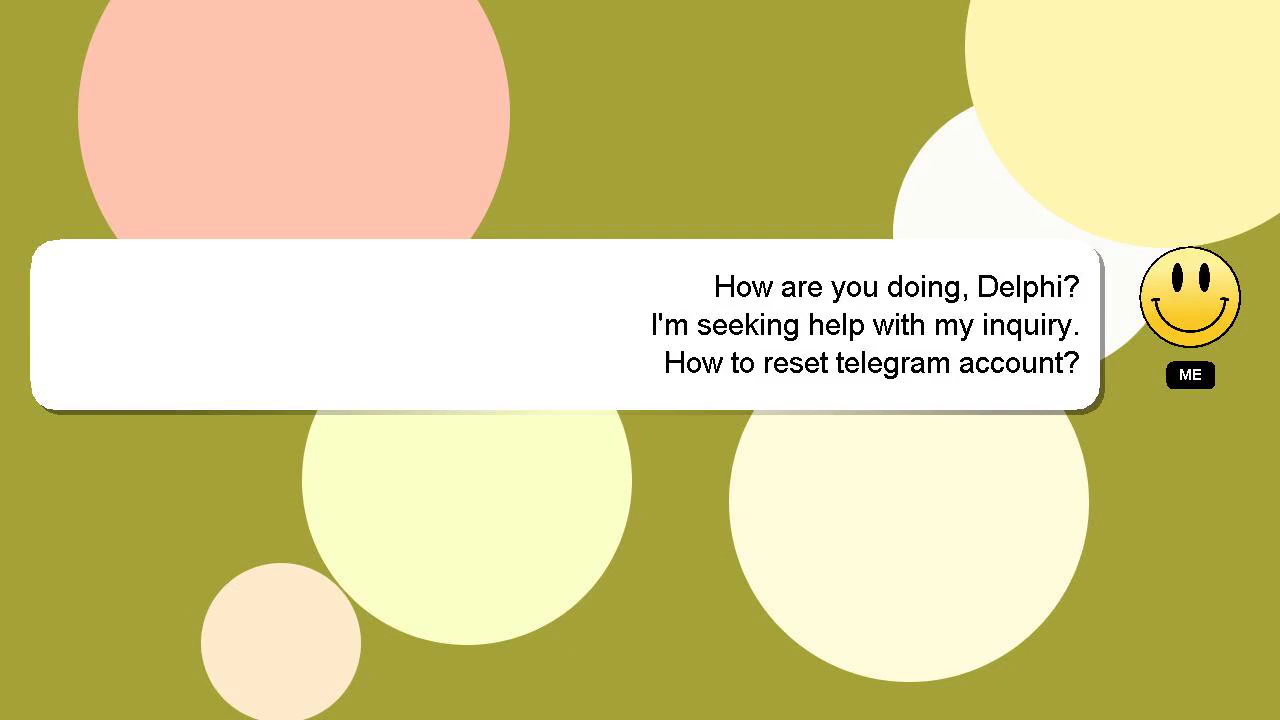 How are you doing, Delphi?
I'm seeking help with my inquiry.
How to reset telegram account?
ME